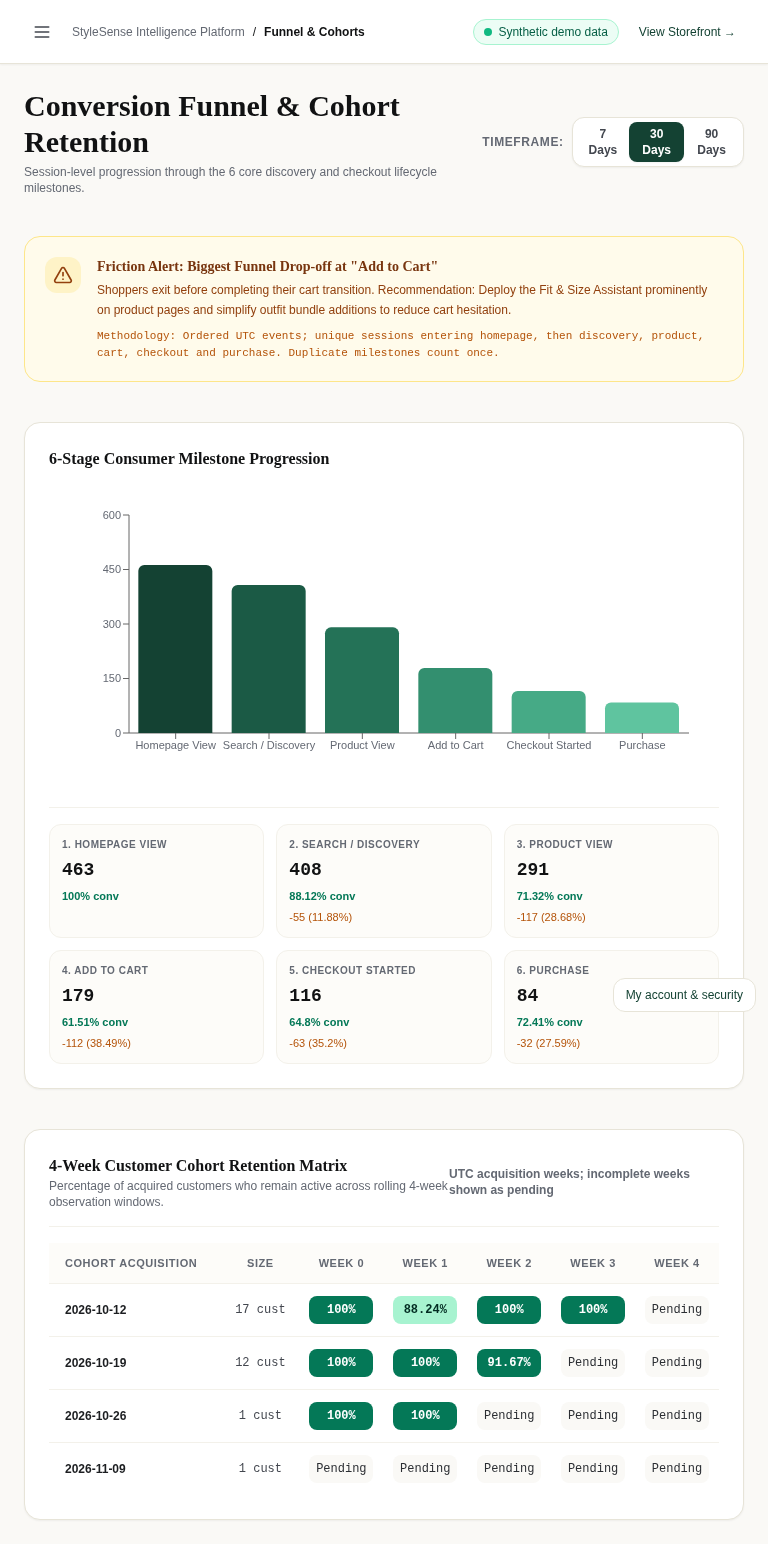 StyleSense Intelligence Platform / Funnel & Cohorts
Synthetic demo data
View Storefront →
Conversion Funnel & Cohort
Retention
Session-level progression through the 6 core discovery and checkout lifecycle
milestones.
TIMEFRAME:
7
Days
30
Days
90
Days
Friction Alert: Biggest Funnel Drop-off at "Add to Cart"
Shoppers exit before completing their cart transition. Recommendation: Deploy the Fit & Size Assistant prominently
on product pages and simplify outfit bundle additions to reduce cart hesitation.
Methodology: Ordered UTC events; unique sessions entering homepage, then discovery, product,
cart, checkout and purchase. Duplicate milestones count once.
6-Stage Consumer Milestone Progression
600
450
300
150
0
Homepage View Search / Discovery Product View Add to Cart Checkout Started Purchase
1. HOMEPAGE VIEW
463
100% conv
2. SEARCH / DISCOVERY
408
88.12% conv
-55 (11.88%)
3. PRODUCT VIEW
291
71.32% conv
-117 (28.68%)
4. ADD TO CART
179
61.51% conv
-112 (38.49%)
5. CHECKOUT STARTED
116
64.8% conv
-63 (35.2%)
6. PURCHASE
84
72.41% conv
-32 (27.59%)
My account & security
4-Week Customer Cohort Retention Matrix
Percentage of acquired customers who remain active across rolling 4-week
observation windows.
UTC acquisition weeks; incomplete weeks
shown as pending
COHORT ACQUISITION SIZE WEEK 0 WEEK 1 WEEK 2 WEEK 3 WEEK 4
2026-10-12 17 cust 100% 88.24% 100% 100% Pending
2026-10-19 12 cust 100% 100% 91.67% Pending Pending
2026-10-26 1 cust 100% 100% Pending Pending Pending
2026-11-09 1 cust Pending Pending Pending Pending Pending